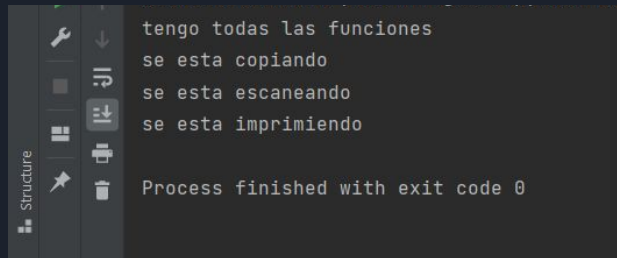 tengo todas las funciones
se esta copiando
se esta escaneando
se esta imprimiendo
Process finished with exit code 0
Structure